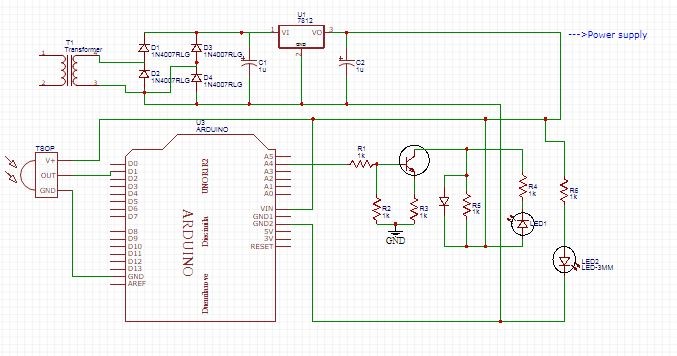 U1
7812
1 VI VO 3
GND
2
--->Power supply
T1
Transformer
1
2
3
D1
1N4007RLG
D3
1N4007RLG
D2
1N4007RLG
D4
1N4007RLG
C1
1u
C2
1u
TSOP
V+
OUT
GND
U3
ARDUINO
D0
D1
D2
D3
D4
D5
D6
D7
D8
D9
D10
D11
D12
D13
GND
AREF
A5
A4
A3
A2
A1
A0
VIN
GND1
GND2
5V
3V
RESET
UNOR1R2
ARDUINO
Duemilanove
R1
1k
R2
1k
R3
1k
GND
R5
1k
R4
1k
LED1
R6
1k
LED2
LED-3MM